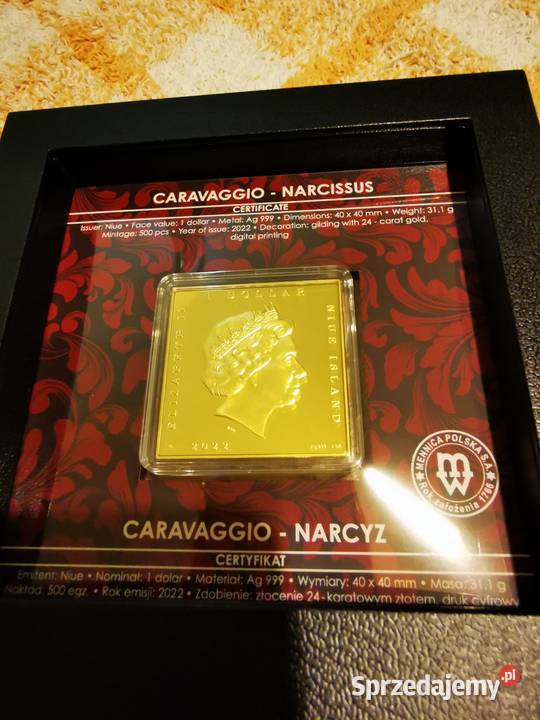 CARAVAGGIO - NARCISSUS
CERTIFICATE
Issuer: Niue • Face value: 1 dollar • Metal: Ag 999 • Dimensions: 40 x 40 mm • Weight: 31.1 g
Mintage: 500 pcs • Year of issue: 2022 • Decoration: gilding with 24 - carat gold,
digital printing
1 DOLLAR
ELIZABETH II
NIUE ISLAND
2022
MENNICA POLSKA S.A.
Rok założenia 1766
CARAVAGGIO - NARCYZ
CERTYFIKAT
Emitent: Niue • Nominał: 1 dolar • Materiał: Ag 999 • Wymiary: 40 x 40 mm • Masa: 31,1 g
Nakład: 500 egz. • Rok emisji: 2022 • Zdobienie: złocenie 24-karatowym złotem, druk cyfrowy
Sprzedajemy.pl